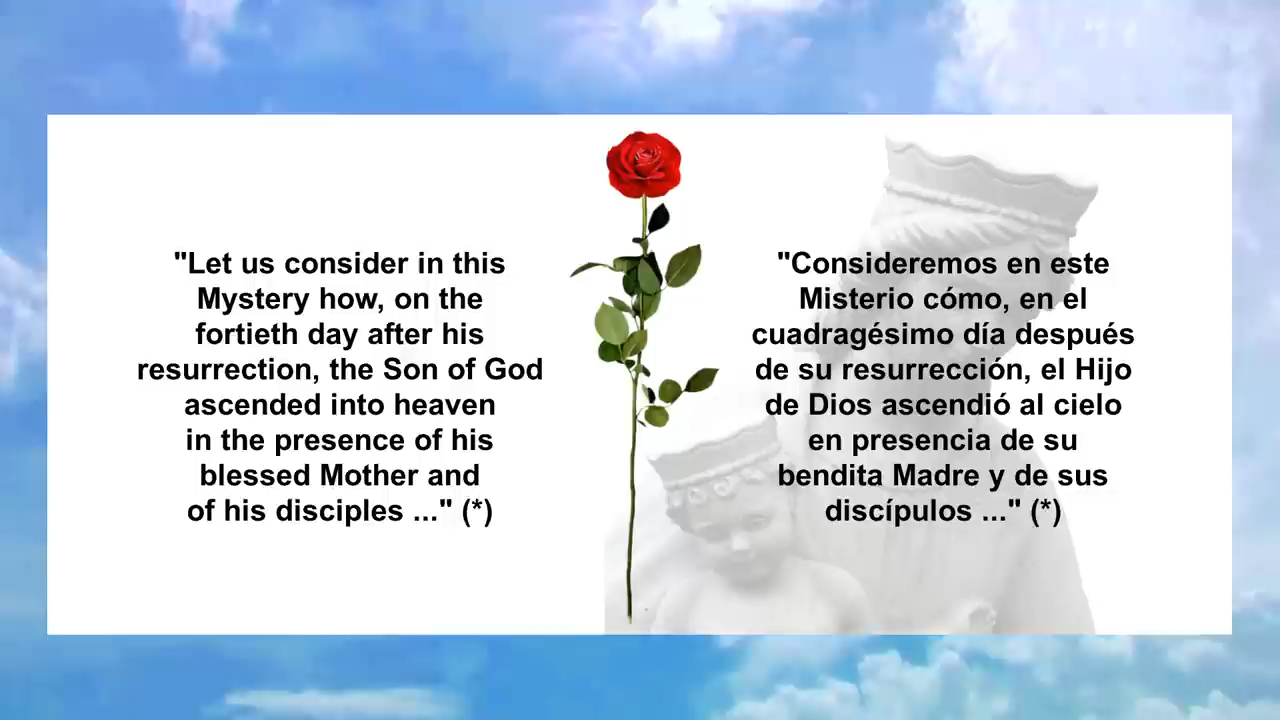 "Let us consider in this
Mystery how, on the
fortieth day after his
resurrection, the Son of God
ascended into heaven
in the presence of his
blessed Mother and
of his disciples ..." (*)
"Consideremos en este
Misterio cómo, en el
cuadragésimo día después
de su resurrección, el Hijo
de Dios ascendió al cielo
en presencia de su
bendita Madre y de sus
discípulos ..." (*)